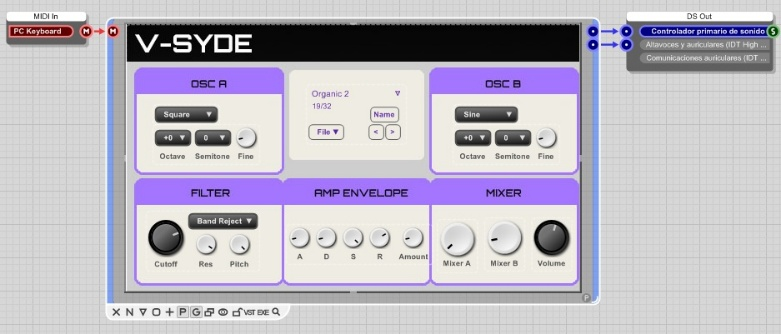 MIDI In
PC Keyboard
M
M
V-SYDE
OSC A
Square
+0
0
Octave Semitone Fine
Organic 2
19/32
Name
File
< >
OSC B
Sine
+0
0
Octave Semitone Fine
FILTER
Band Reject
Cutoff Res Pitch
AMP ENVELOPE
A D S R Amount
MIXER
Mixer A Mixer B Volume
P
X N P G VST EXE
DS Out
Controlador primario de sonido
S
Altavoces y auriculares (IDT High ...
Comunicaciones auriculares (IDT ...